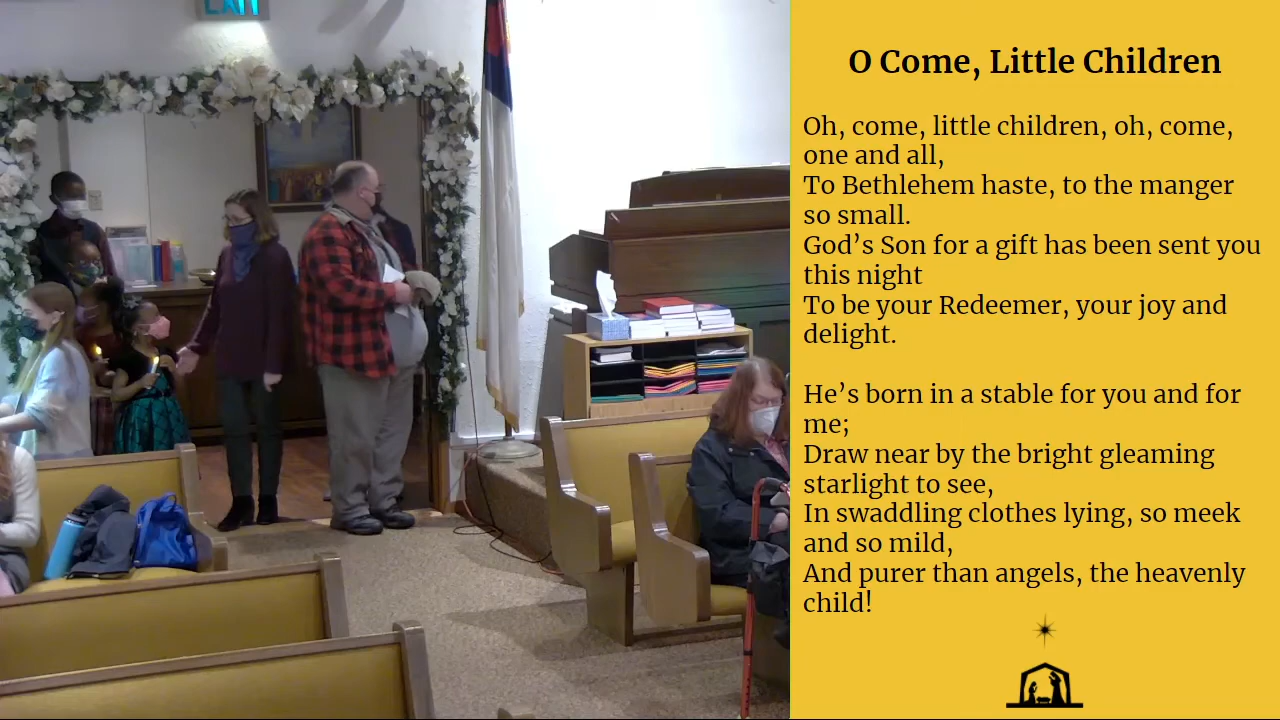 EXIT
O Come, Little Children
Oh, come, little children, oh, come,
one and all,
To Bethlehem haste, to the manger
so small.
God's Son for a gift has been sent you
this night
To be your Redeemer, your joy and
delight.
He's born in a stable for you and for
me;
Draw near by the bright gleaming
starlight to see,
In swaddling clothes lying, so meek
and so mild,
And purer than angels, the heavenly
child!